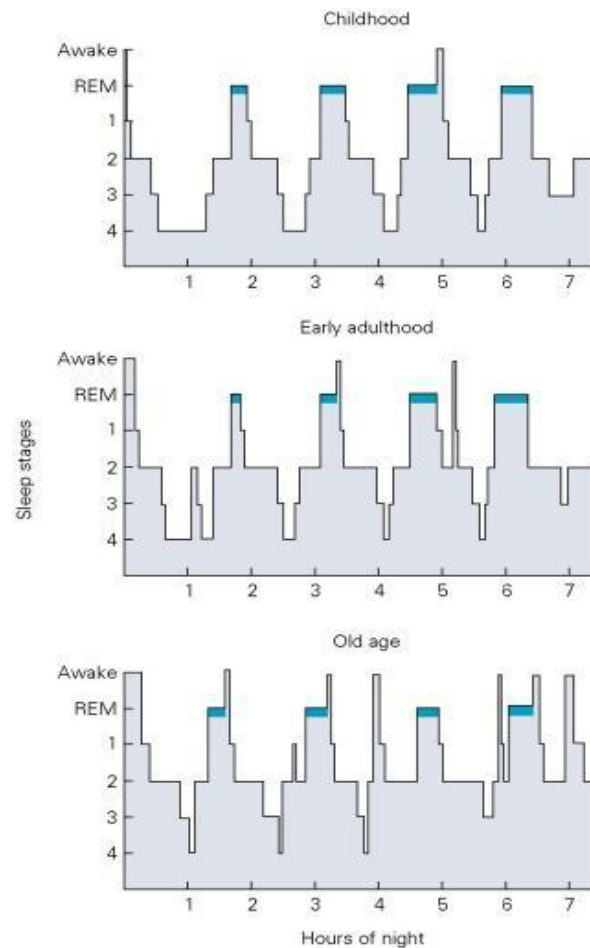 Childhood
Awake
REM
1
2
3
4
1 2 3 4 5 6 7
Early adulthood
Awake
REM
1
2
3
4
1 2 3 4 5 6 7
Sleep stages
Old age
Awake
REM
1
2
3
4
1 2 3 4 5 6 7
Hours of night